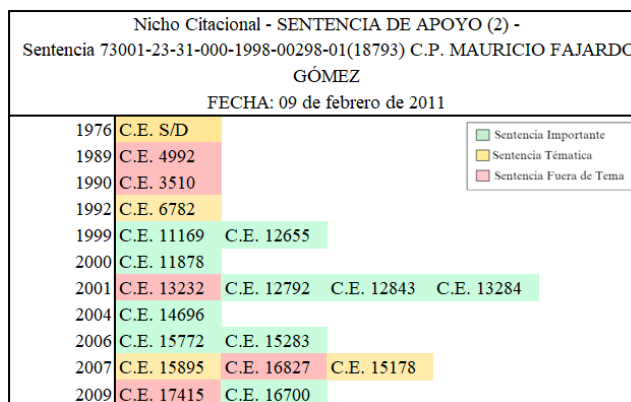 Nicho Citacional - SENTENCIA DE APOYO (2) -
Sentencia 73001-23-31-000-1998-00298-01(18793) C.P. MAURICIO FAJARDO
GÓMEZ
FECHA: 09 de febrero de 2011
1976 C.E. S/D
1989 C.E. 4992
1990 C.E. 3510
1992 C.E. 6782
1999 C.E. 11169 C.E. 12655
2000 C.E. 11878
2001 C.E. 13232 C.E. 12792 C.E. 12843 C.E. 13284
2004 C.E. 14696
2006 C.E. 15772 C.E. 15283
2007 C.E. 15895 C.E. 16827 C.E. 15178
2009 C.E. 17415 C.E. 16700
Sentencia Importante
Sentencia Témática
Sentencia Fuera de Tema